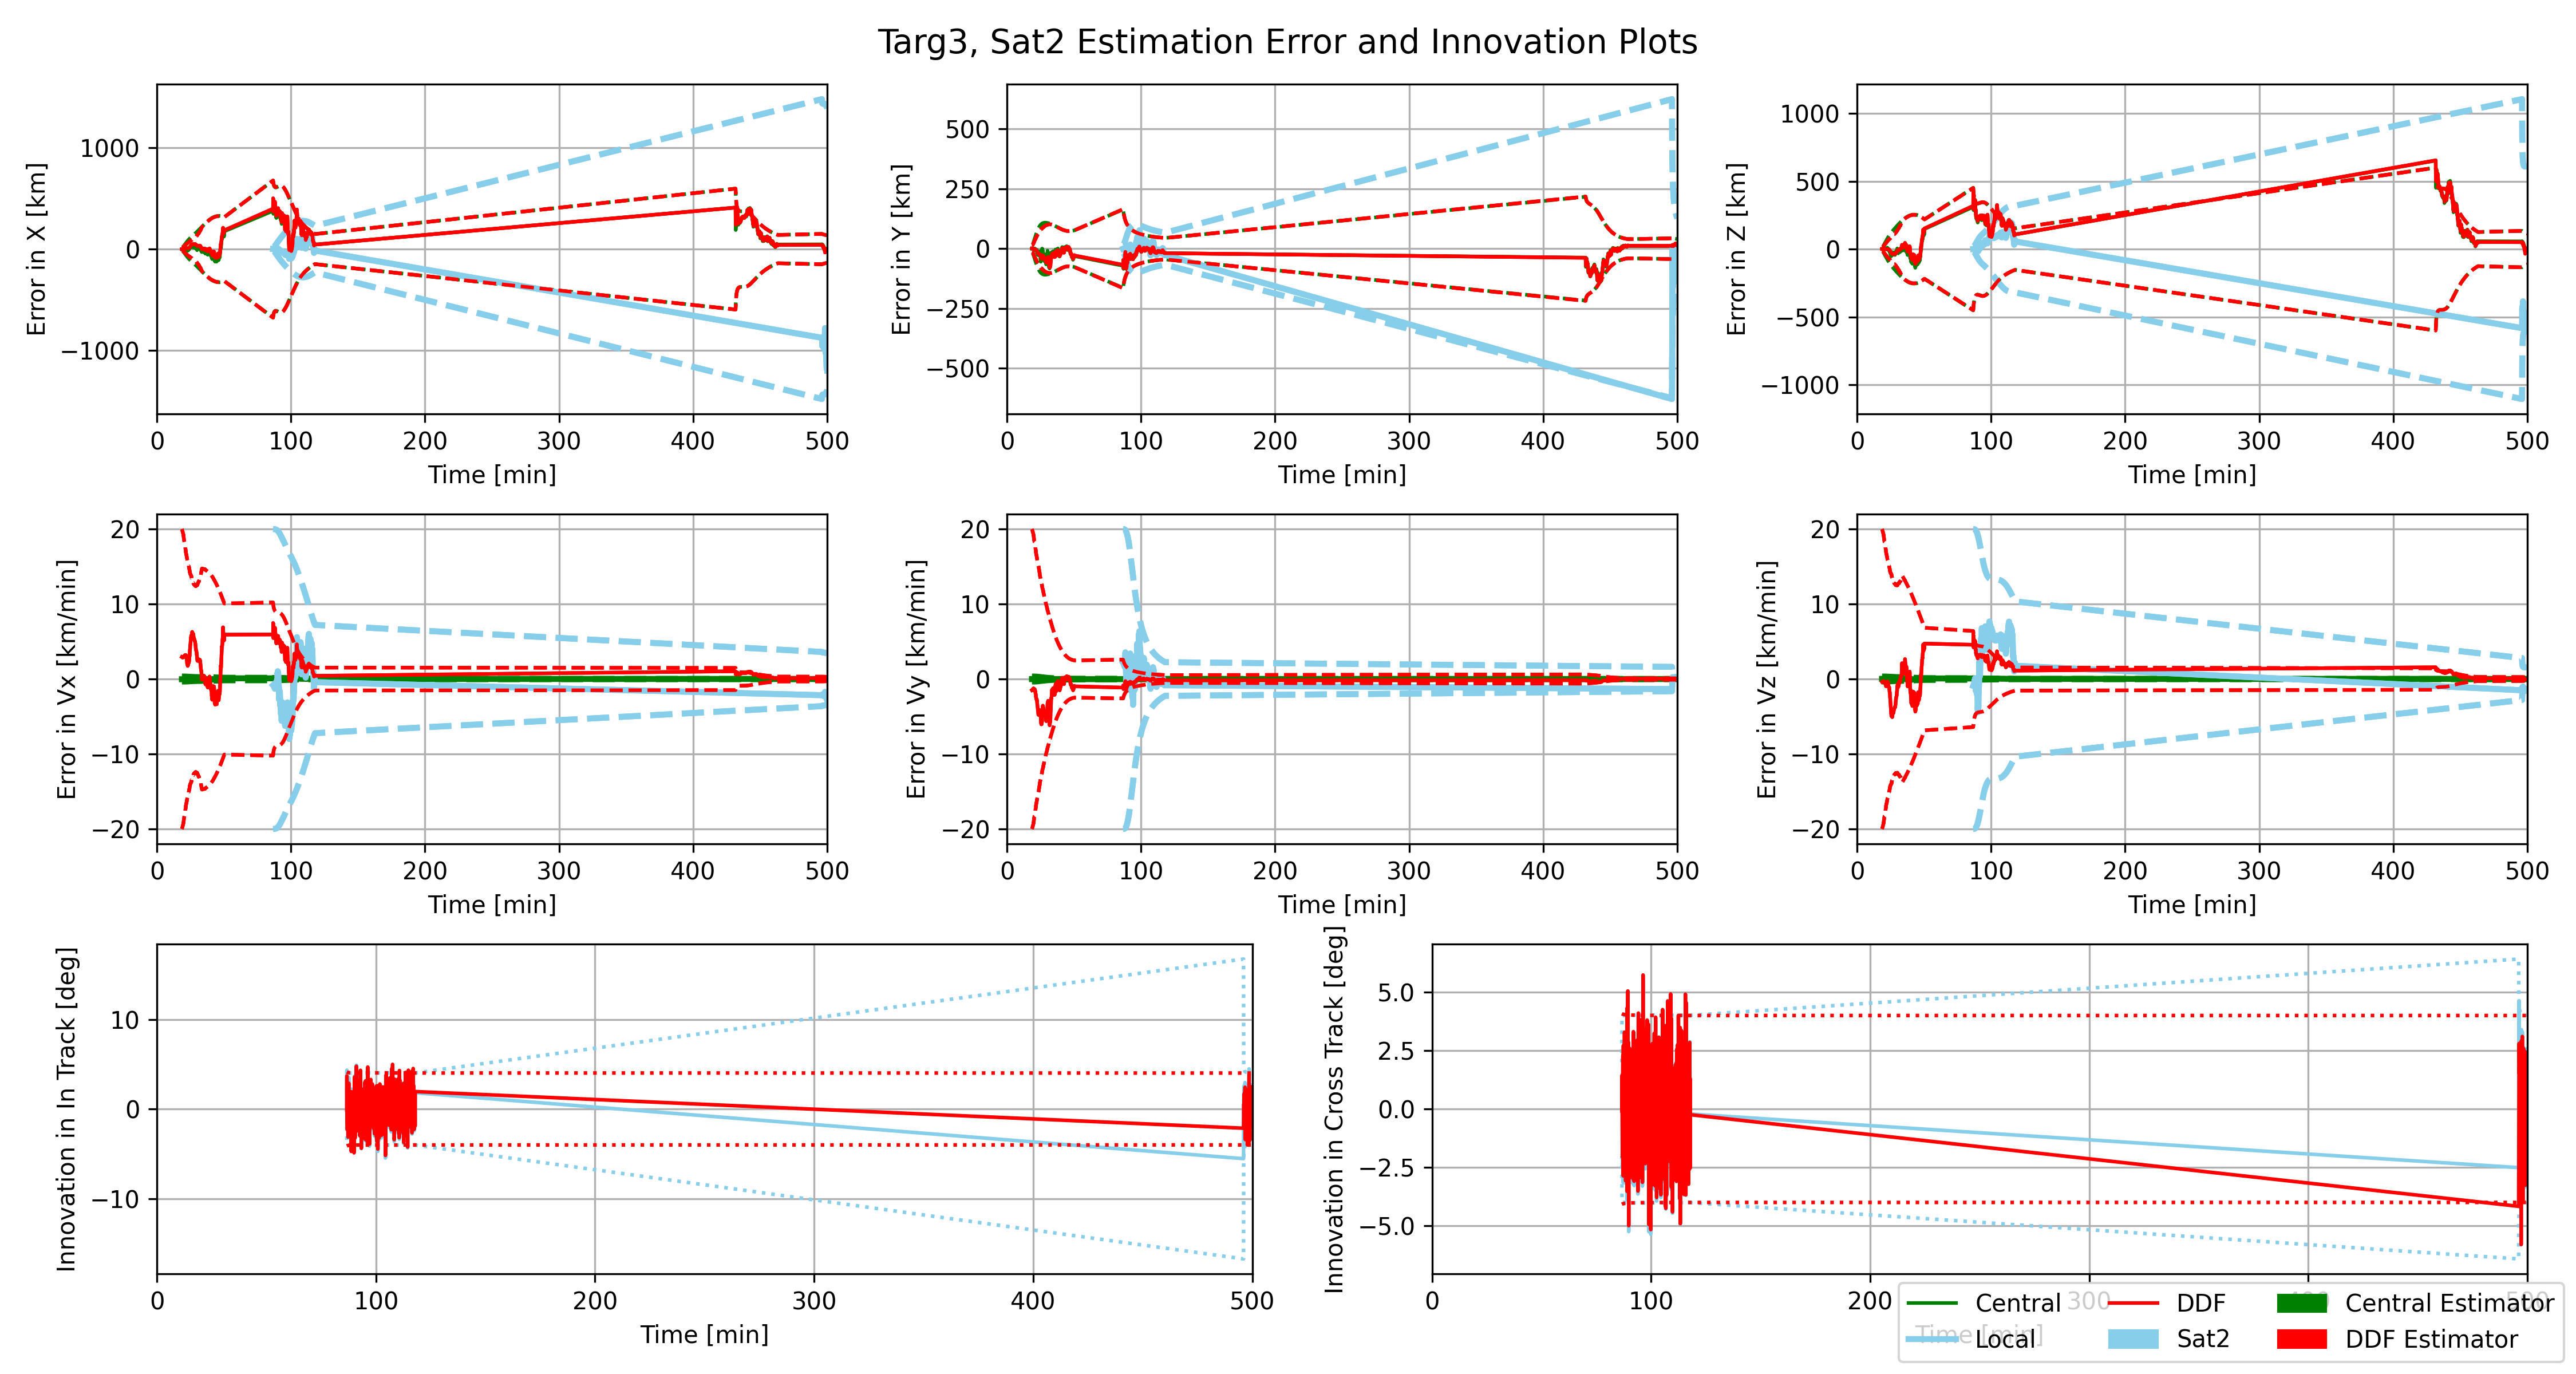 Targ3, Sat2 Estimation Error and Innovation Plots
Error in X [km]
1000
0
−1000
0 100 200 300 400 500
Time [min]
Error in Y [km]
500
250
0
−250
−500
0 100 200 300 400 500
Time [min]
Error in Z [km]
1000
500
0
−500
−1000
0 100 200 300 400 500
Time [min]
Error in Vx [km/min]
20
10
0
−10
−20
0 100 200 300 400 500
Time [min]
Error in Vy [km/min]
20
10
0
−10
−20
0 100 200 300 400 500
Time [min]
Error in Vz [km/min]
20
10
0
−10
−20
0 100 200 300 400 500
Time [min]
Innovation in In Track [deg]
10
0
−10
0 100 200 300 400 500
Time [min]
Innovation in Cross Track [deg]
5.0
2.5
0.0
−2.5
−5.0
0 100 200 300 400 500
Time [min]
Central DDF Central Estimator
Local Sat2 DDF Estimator